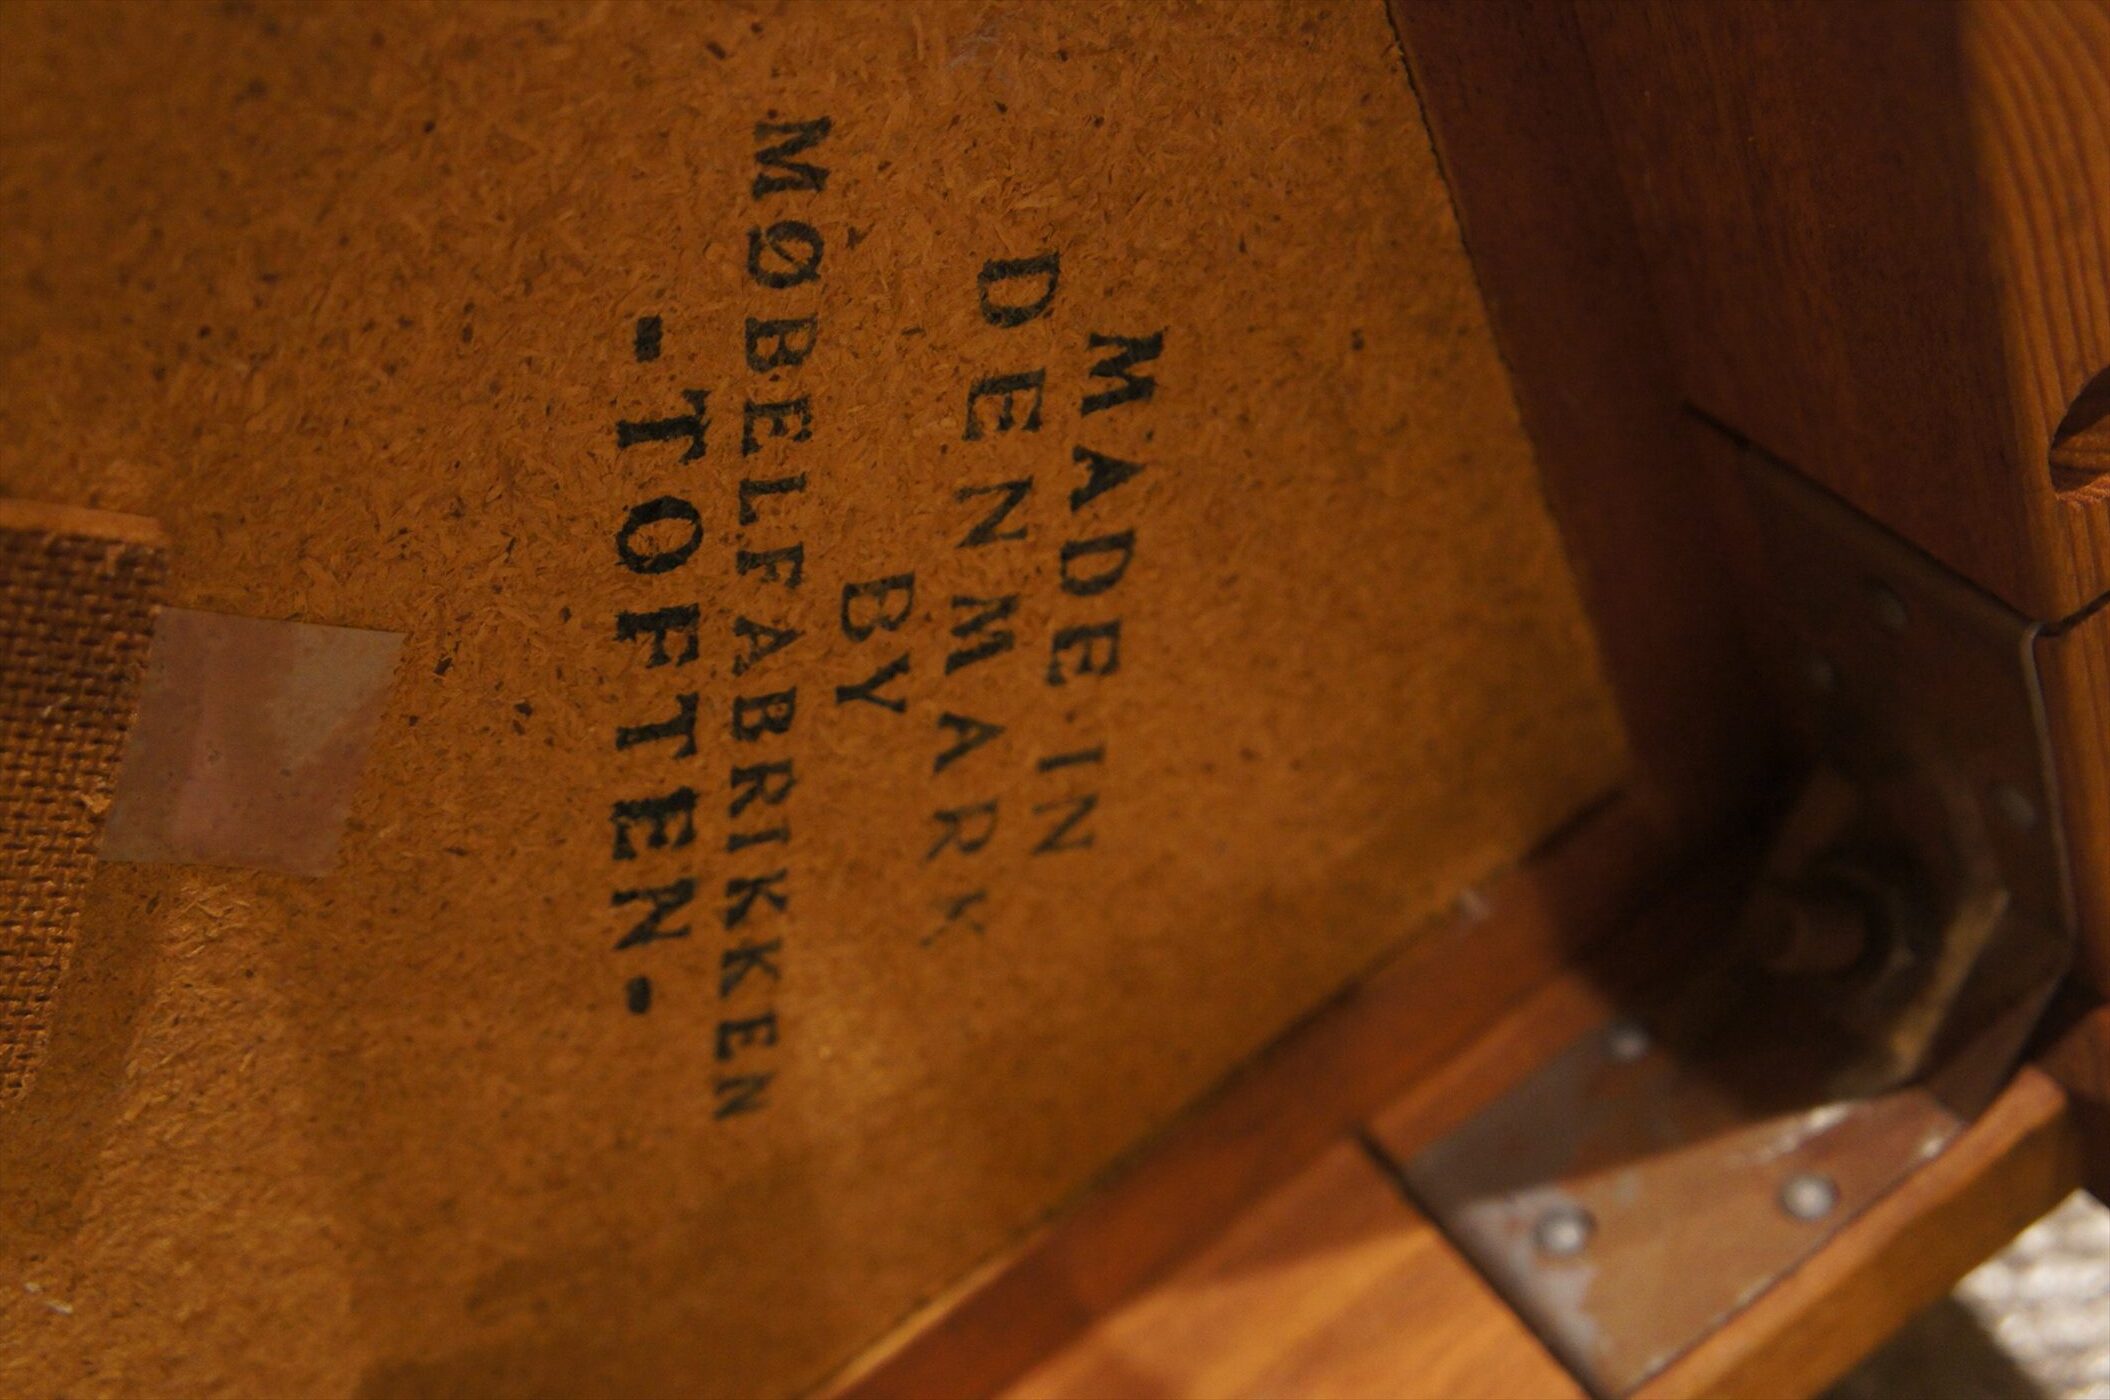 MADE IN
DENMARK
BY
MØBELFABRIKKEN
-TOFTEN-